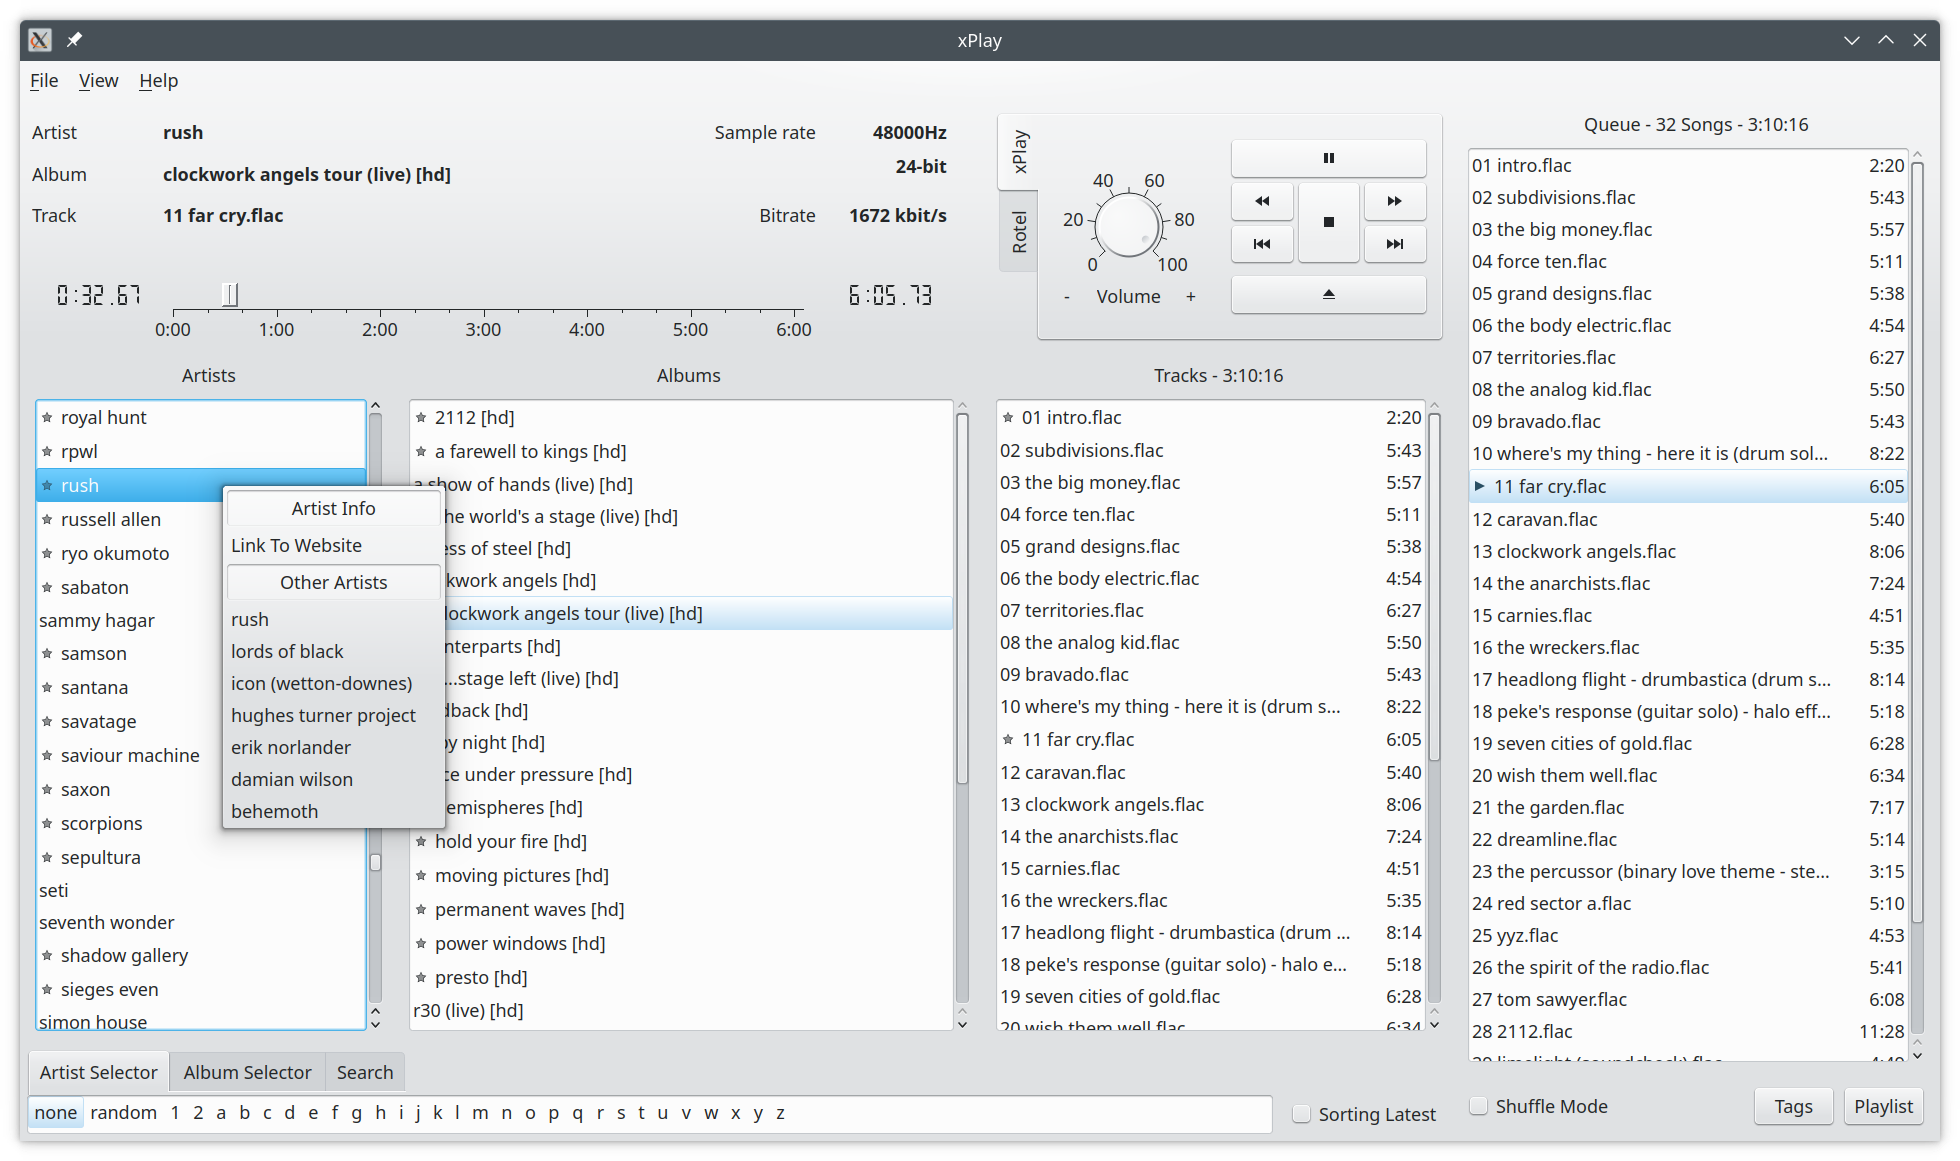 xPlay
File View Help
Artist rush
Album clockwork angels tour (live) [hd]
Track 11 far cry.flac
Sample rate 48000Hz
24-bit
Bitrate 1672 kbit/s
0:32.67
6:05.73
0:00 1:00 2:00 3:00 4:00 5:00 6:00
xPlay
Rotel
0 20 40 60 80 100
- Volume +
Artists
royal hunt
rpwl
rush
russell allen
ryo okumoto
sabaton
sammy hagar
samson
santana
savatage
saviour machine
saxon
scorpions
sepultura
seti
seventh wonder
shadow gallery
sieges even
simon house
Artist Info
Link To Website
Other Artists
rush
lords of black
icon (wetton-downes)
hughes turner project
erik norlander
damian wilson
behemoth
Albums
2112 [hd]
a farewell to kings [hd]
a show of hands (live) [hd]
the world's a stage (live) [hd]
ess of steel [hd]
kwork angels [hd]
lockwork angels tour (live) [hd]
nterparts [hd]
...stage left (live) [hd]
dback [hd]
by night [hd]
ce under pressure [hd]
emispheres [hd]
hold your fire [hd]
moving pictures [hd]
permanent waves [hd]
power windows [hd]
presto [hd]
r30 (live) [hd]
Tracks - 3:10:16
01 intro.flac 2:20
02 subdivisions.flac 5:43
03 the big money.flac 5:57
04 force ten.flac 5:11
05 grand designs.flac 5:38
06 the body electric.flac 4:54
07 territories.flac 6:27
08 the analog kid.flac 5:50
09 bravado.flac 5:43
10 where's my thing - here it is (drum s... 8:22
11 far cry.flac 6:05
12 caravan.flac 5:40
13 clockwork angels.flac 8:06
14 the anarchists.flac 7:24
15 carnies.flac 4:51
16 the wreckers.flac 5:35
17 headlong flight - drumbastica (drum ... 8:14
18 peke's response (guitar solo) - halo e... 5:18
19 seven cities of gold.flac 6:28
20 wish them well.flac 6:34
Queue - 32 Songs - 3:10:16
01 intro.flac 2:20
02 subdivisions.flac 5:43
03 the big money.flac 5:57
04 force ten.flac 5:11
05 grand designs.flac 5:38
06 the body electric.flac 4:54
07 territories.flac 6:27
08 the analog kid.flac 5:50
09 bravado.flac 5:43
10 where's my thing - here it is (drum sol... 8:22
11 far cry.flac 6:05
12 caravan.flac 5:40
13 clockwork angels.flac 8:06
14 the anarchists.flac 7:24
15 carnies.flac 4:51
16 the wreckers.flac 5:35
17 headlong flight - drumbastica (drum s... 8:14
18 peke's response (guitar solo) - halo eff... 5:18
19 seven cities of gold.flac 6:28
20 wish them well.flac 6:34
21 the garden.flac 7:17
22 dreamline.flac 5:14
23 the percussor (binary love theme - ste... 3:15
24 red sector a.flac 5:10
25 yyz.flac 4:53
26 the spirit of the radio.flac 5:41
27 tom sawyer.flac 6:08
28 2112.flac 11:28
29 limelight (soundcheck).flac
Artist Selector Album Selector Search
none random 1 2 a b c d e f g h i j k l m n o p q r s t u v w x y z
Sorting Latest
Shuffle Mode
Tags Playlist